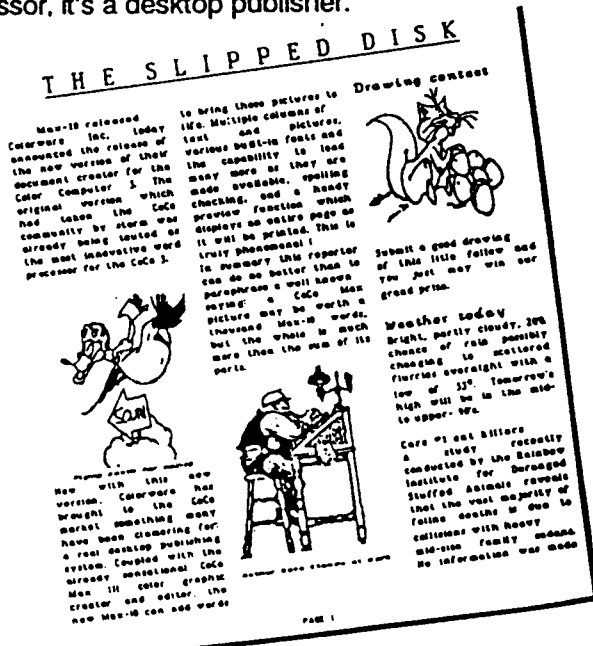 ssor, it's a desktop publisher.
THE SLIPPED DISK
Max-10 released
Colorware Inc. today
announced the release of
the new version of their
document creator for the
Color Computer 3. The
original version which
had taken the CoCo
community by storm was
already being touted as
the most innovative word
processor for the CoCo 3.
SCAN
New with this new
version, Colorware has
brought to the CoCo
market something many
have been clamoring for:
a real desktop publishing
system. Coupled with the
already sensational CoCo
Max III color graphic
creator and editor, the
new Max-10 can add words
to bring those pictures to
life. Multiple columns of
text and pictures,
various built-in fonts and
the capability to load
many more as they are
made available, spelling
checking, and a handy
preview function which
displays an entire page as
it will be printed. This is
truly phenomenal !
In summary this reporter
can do no better than to
paraphrase a well known
saying: a CoCo Max
picture may be worth a
thousand Max-10 words,
but the whole is much
more than the sum of its
parts.
Drawing contest
Submit a good drawing
of this little fellow and
you just may win our
grand prize.
Weather today
Bright, partly cloudy, 20%
chance of rain possibly
changing to scattered
flurries overnight with a
low of 33°. Tomorrow's
high will be in the mid-
to upper-
Cars #1 cat killers
A study recently
conducted by the Rainbow
Institute for Deranged
Stuffed Animals reveals
that the vast majority of
feline deaths is due to
collisions with heavy
mid-size family sedans
No information was made
PAGE 1